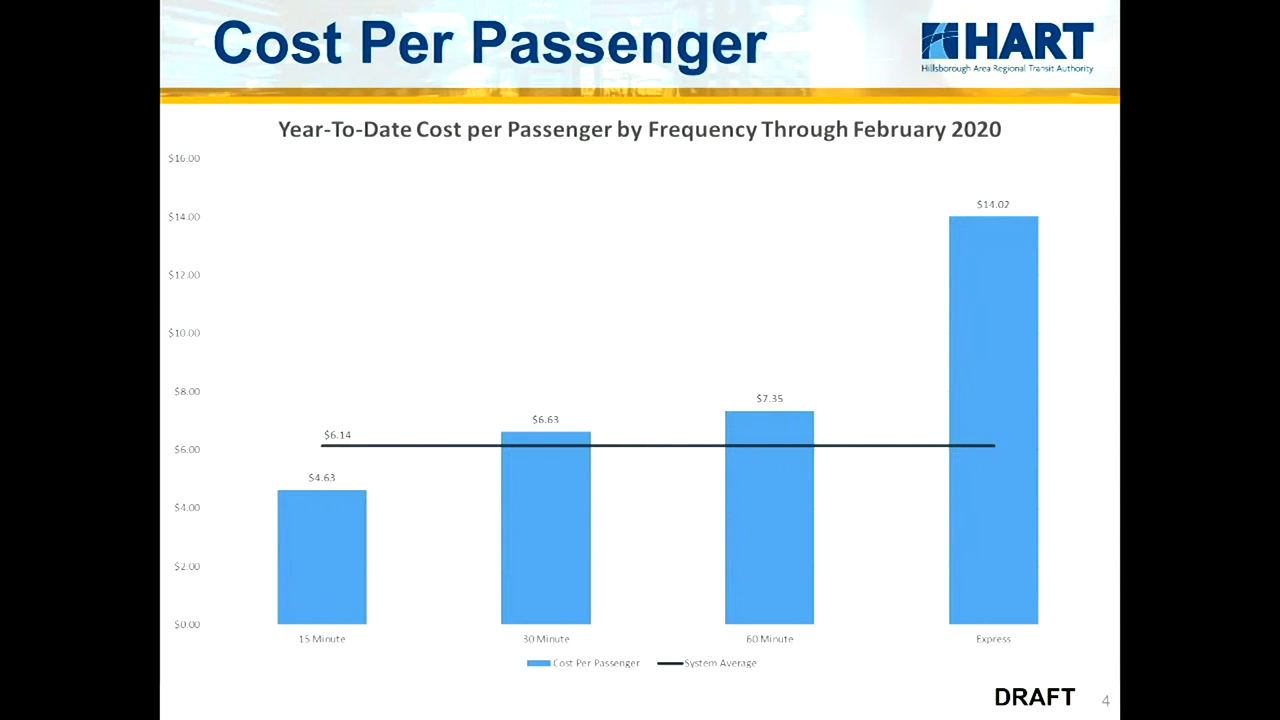 Cost Per Passenger
HART
Hillsborough Area Regional Transit Authority
Year-To-Date Cost per Passenger by Frequency Through February 2020
$16.00
$14.00
$12.00
$10.00
$8.00
$6.00
$4.00
$2.00
$0.00
$14.02
$7.35
$6.63
$6.14
$4.63
15 Minute
30 Minute
60 Minute
Express
Cost Per Passenger
System Average
DRAFT
4